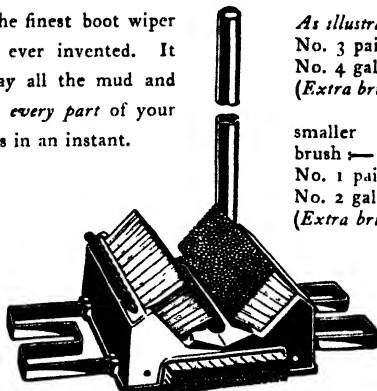 he finest boot wiper
ever invented. It
ay all the mud and
every part of your
s in an instant.
As illustra
No. 3 pai
No. 4 gal
(Extra bri
smaller
brush :—
No. 1 pai
No. 2 gal
(Extra bri